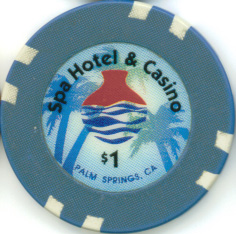 Spa Hotel & Casino
$1
PALM SPRINGS, CA